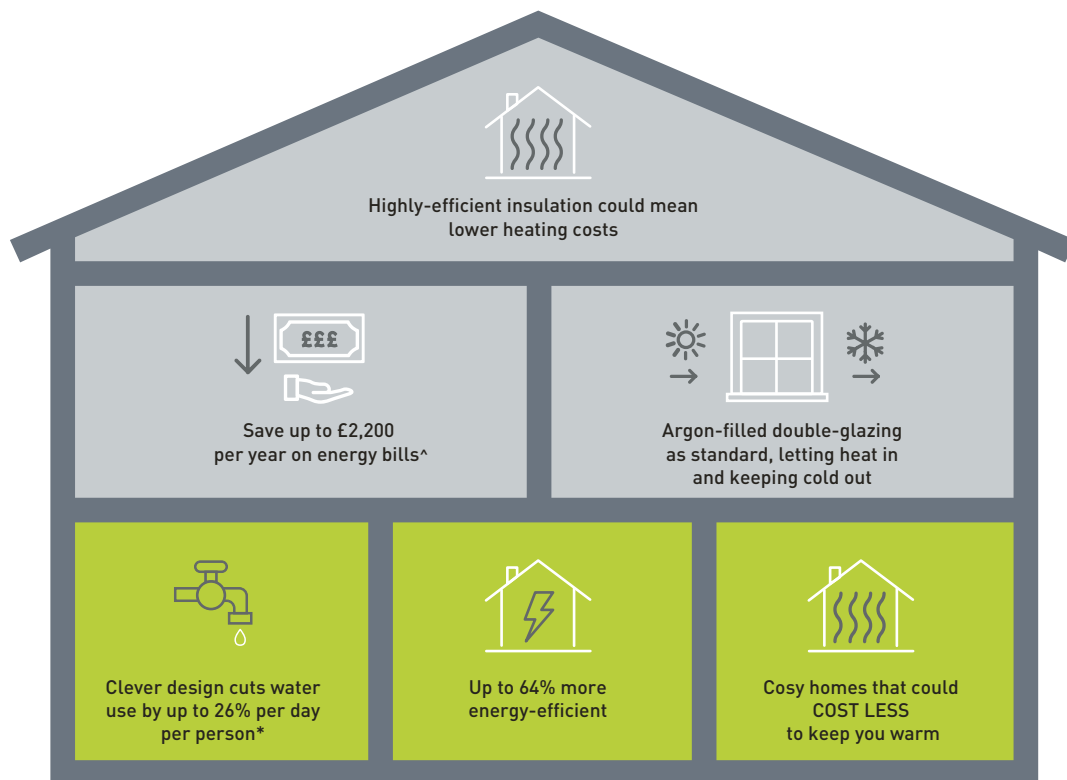 Highly-efficient insulation could mean
lower heating costs
£££
Save up to £2,200
per year on energy bills^
Argon-filled double-glazing
as standard, letting heat in
and keeping cold out
Clever design cuts water
use by up to 26% per day
per person*
Up to 64% more
energy-efficient
Cosy homes that could
COST LESS
to keep you warm